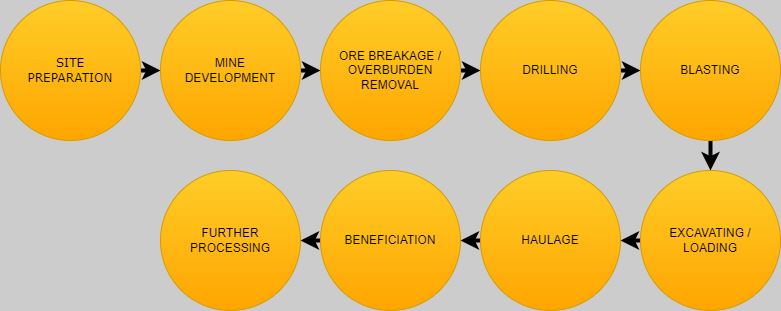 SITE
PREPARATION
MINE
DEVELOPMENT
ORE BREAKAGE /
OVERBURDEN
REMOVAL
DRILLING
BLASTING
EXCAVATING /
LOADING
HAULAGE
BENEFICIATION
FURTHER
PROCESSING